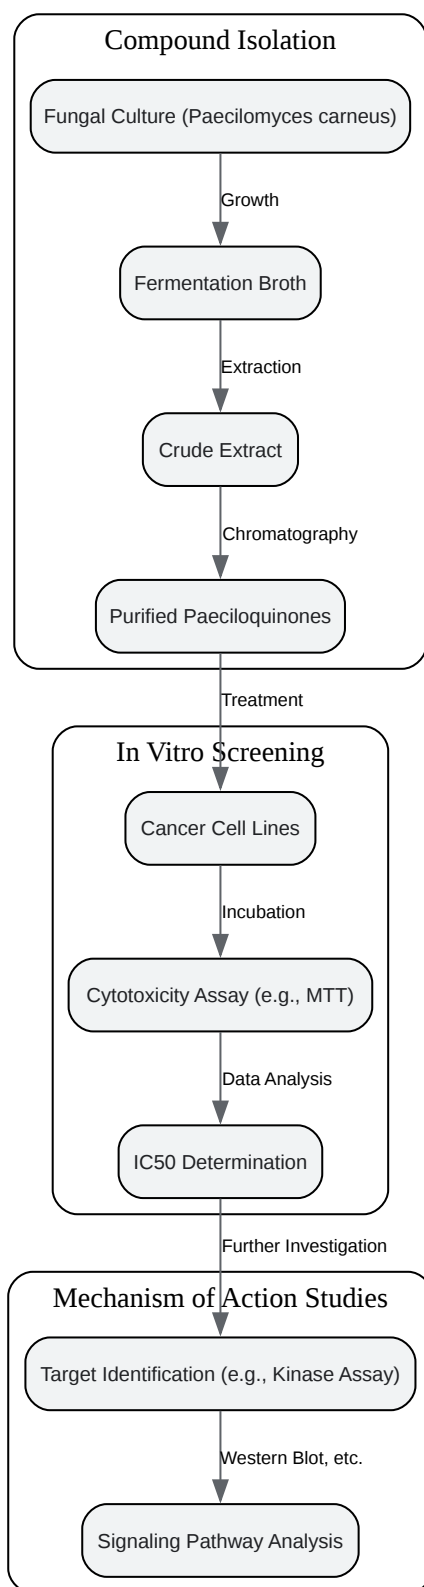 Compound Isolation
Fungal Culture (Paecilomyces carneus)
Growth
Fermentation Broth
Extraction
Crude Extract
Chromatography
Purified Paeciloquinones
Treatment
In Vitro Screening
Cancer Cell Lines
Incubation
Cytotoxicity Assay (e.g., MTT)
Data Analysis
IC50 Determination
Further Investigation
Mechanism of Action Studies
Target Identification (e.g., Kinase Assay)
Western Blot, etc.
Signaling Pathway Analysis